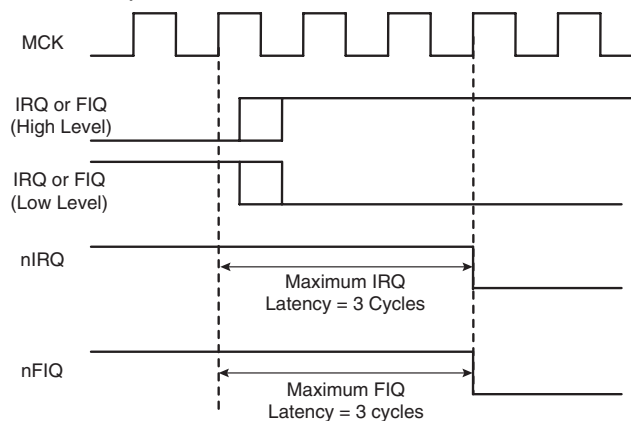 MCK
IRQ or FIQ
(High Level)
IRQ or FIQ
(Low Level)
nIRQ
Maximum IRQ
Latency = 3 Cycles
nFIQ
Maximum FIQ
Latency = 3 cycles